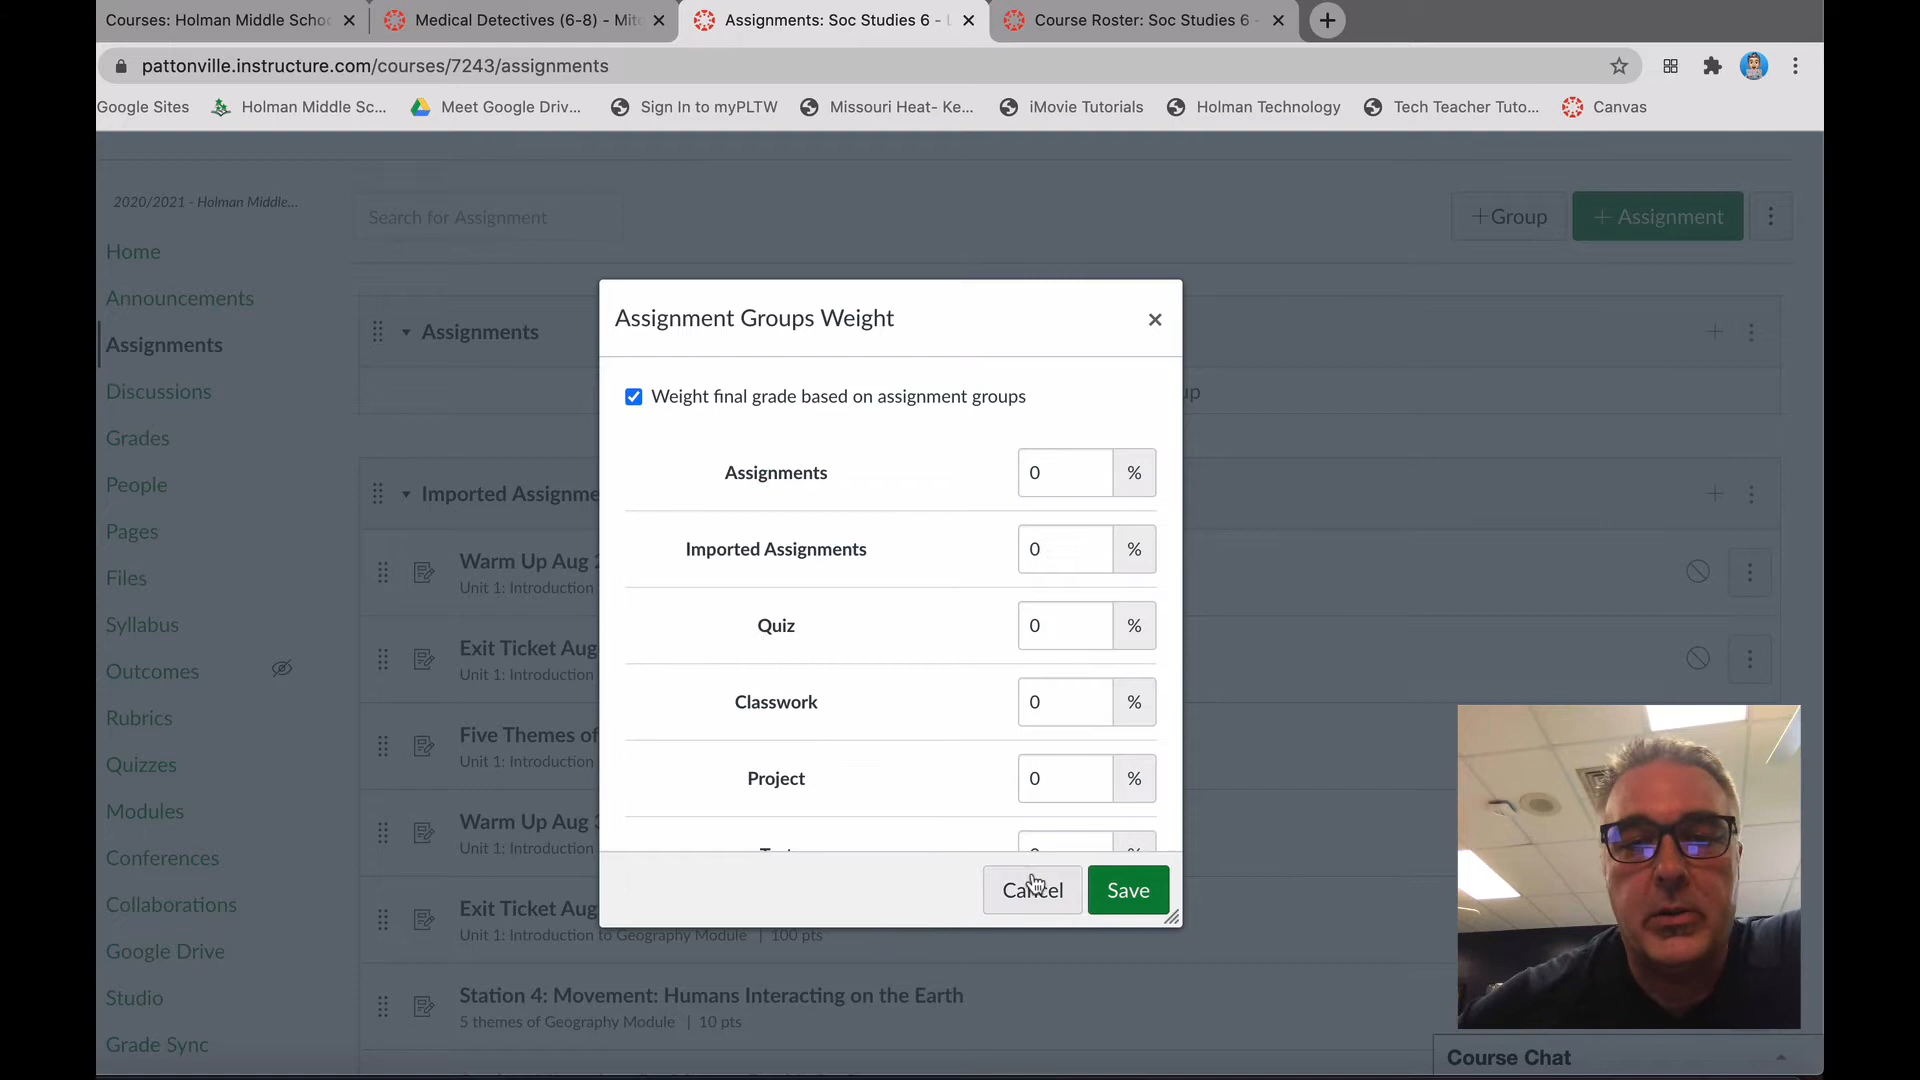 Courses: Holman Middle Scho
Medical Detectives (6-8) - Mit
Assignments: Soc Studies 6 -
Course Roster: Soc Studies 6 -
pattonville.instructure.com/courses/7243/assignments
Google Sites
Holman Middle Sc...
Meet Google Driv...
Sign In to myPLTW
Missouri Heat- Ke...
iMovie Tutorials
Holman Technology
Tech Teacher Tuto...
Canvas
2020/2021 - Holman Middle...
Home
Announcements
Assignments
Discussions
Grades
People
Pages
Files
Syllabus
Outcomes
Rubrics
Quizzes
Modules
Conferences
Collaborations
Google Drive
Studio
Grade Sync
Search for Assignment
+Group
+ Assignment
Assignments
Imported Assignme
Warm Up Aug 2
Unit 1: Introduction
Exit Ticket Aug
Unit 1: Introduction
Five Themes of
Unit 1: Introduction
Warm Up Aug 3
Unit 1: Introduction
Exit Ticket Aug
Unit 1: Introduction to Geography Module | 100 pts
Station 4: Movement: Humans Interacting on the Earth
5 themes of Geography Module | 10 pts
Assignment Groups Weight
Weight final grade based on assignment groups
Assignments 0 %
Imported Assignments 0 %
Quiz 0 %
Classwork 0 %
Project 0 %
Cancel
Save
Course Chat